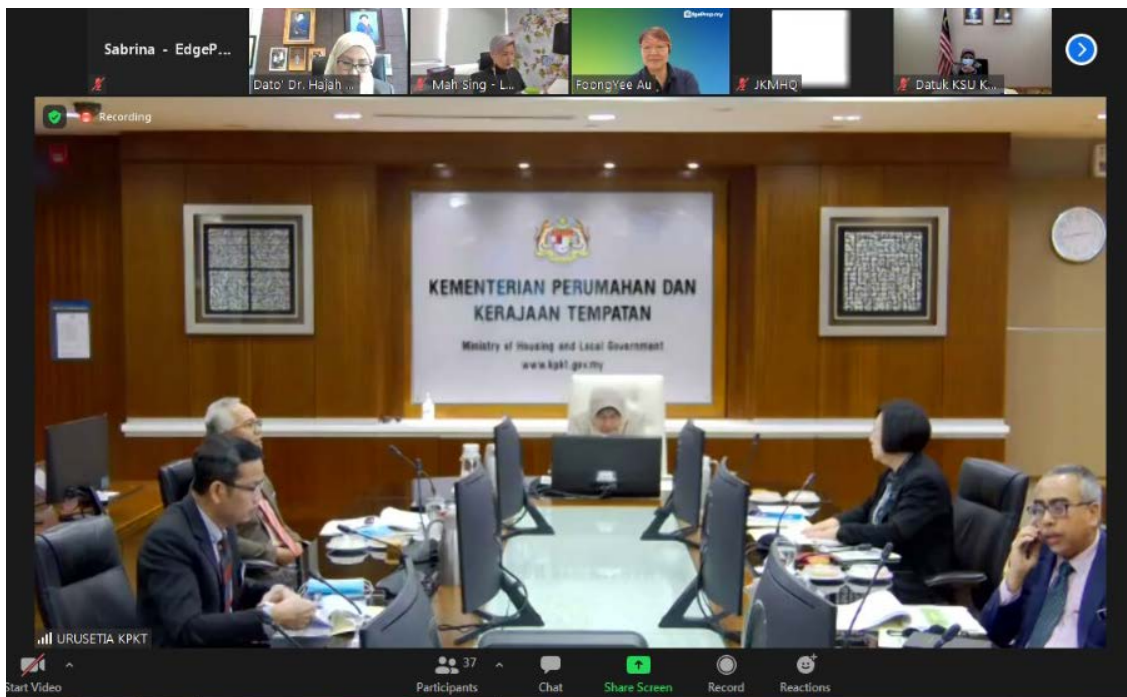 Sabrina - EdgeP...
EdgeProp.my
Dato' Dr. Hajah ...
Mah Sing - L...
FoongYee Au
JKMHQ
Datuk KSU K...
Recording
KEMENTERIAN PERUMAHAN DAN
KERAJAAN TEMPATAN
Ministry of Housing and Local Government
www.kpkt.gov.my
URUSETIA KPKT
Start Video
37
Participants
Chat
Share Screen
Record
Reactions